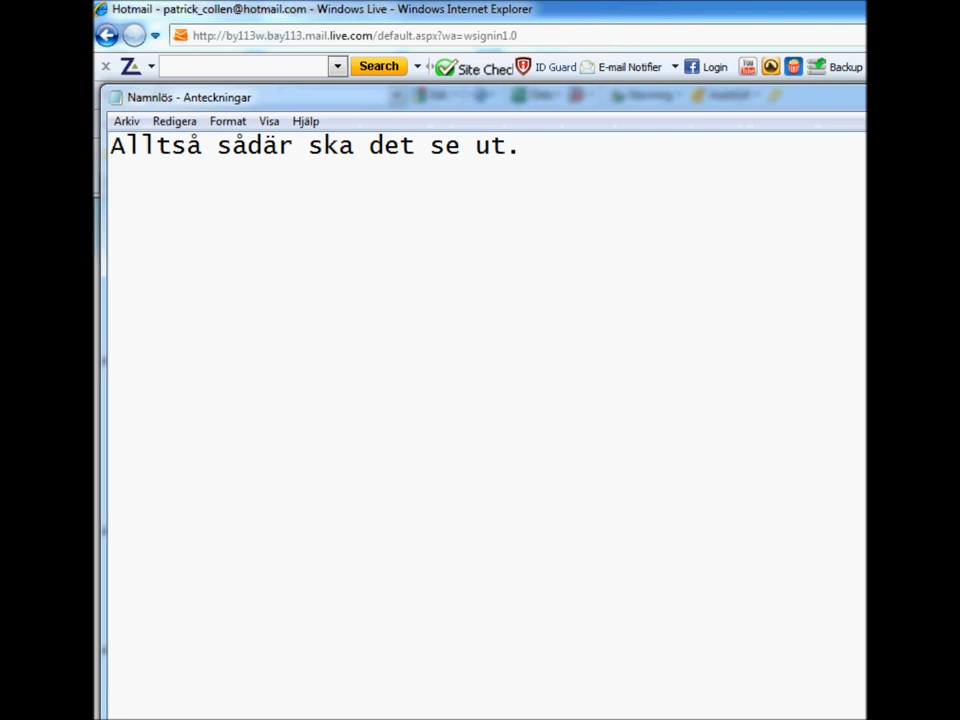 Hotmail - patrick_collen@hotmail.com - Windows Live - Windows Internet Explorer
http://by113w.bay113.mail.live.com/default.aspx?wa=wsignin1.0
Search Site Chec ID Guard E-mail Notifier Login You Tube Backup
Namnlös - Anteckningar
Arkiv Redigera Format Visa Hjälp
Alltså sådär ska det se ut.